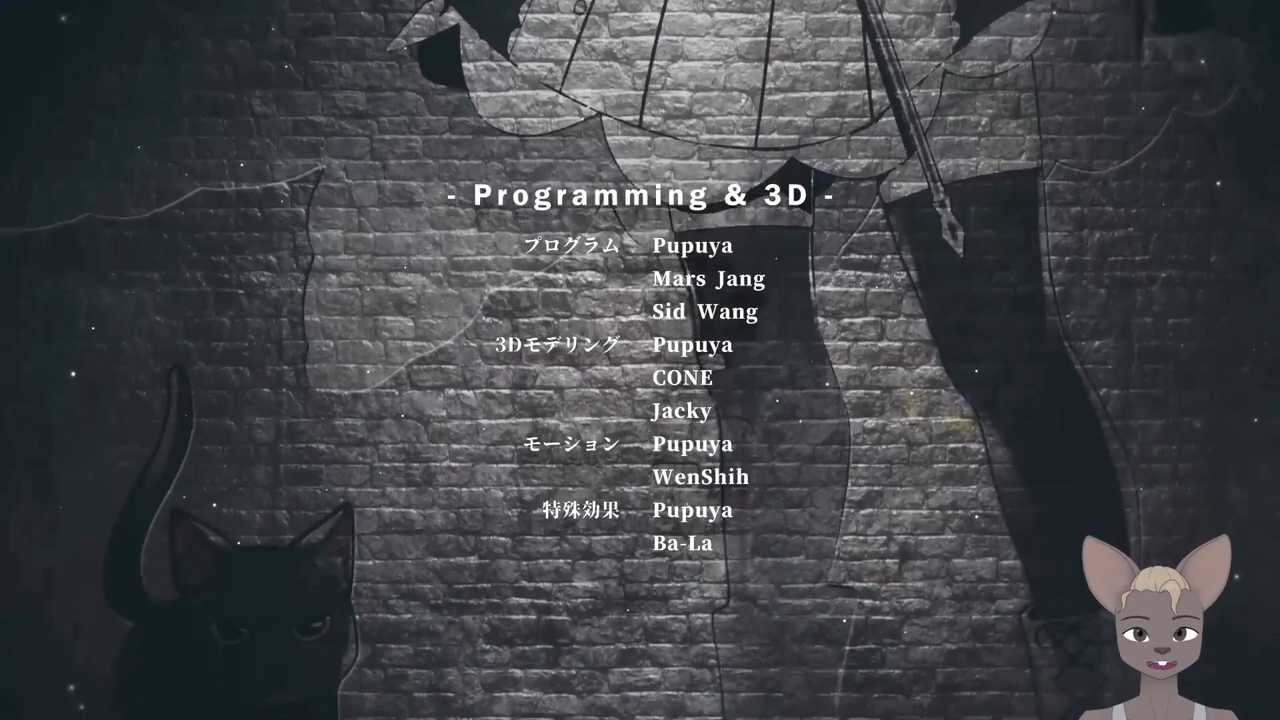 - Programming & 3D -
プログラム Pupuya
Mars Jang
Sid Wang
3Dモデリング Pupuya
CONE
Jacky
モーション Pupuya
WenShih
特殊効果 Pupuya
Ba-La